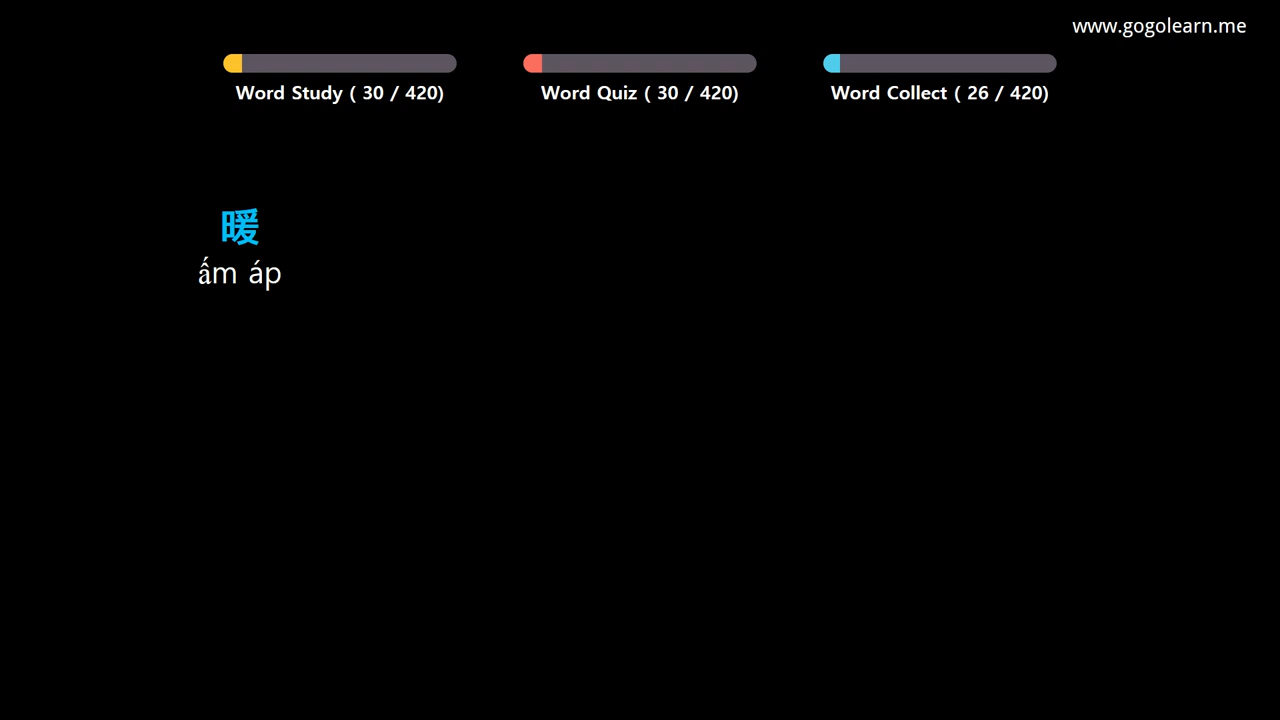 www.gogolearn.me
Word Study ( 30 / 420)
Word Quiz ( 30 / 420)
Word Collect ( 26 / 420)
暖
ấm áp